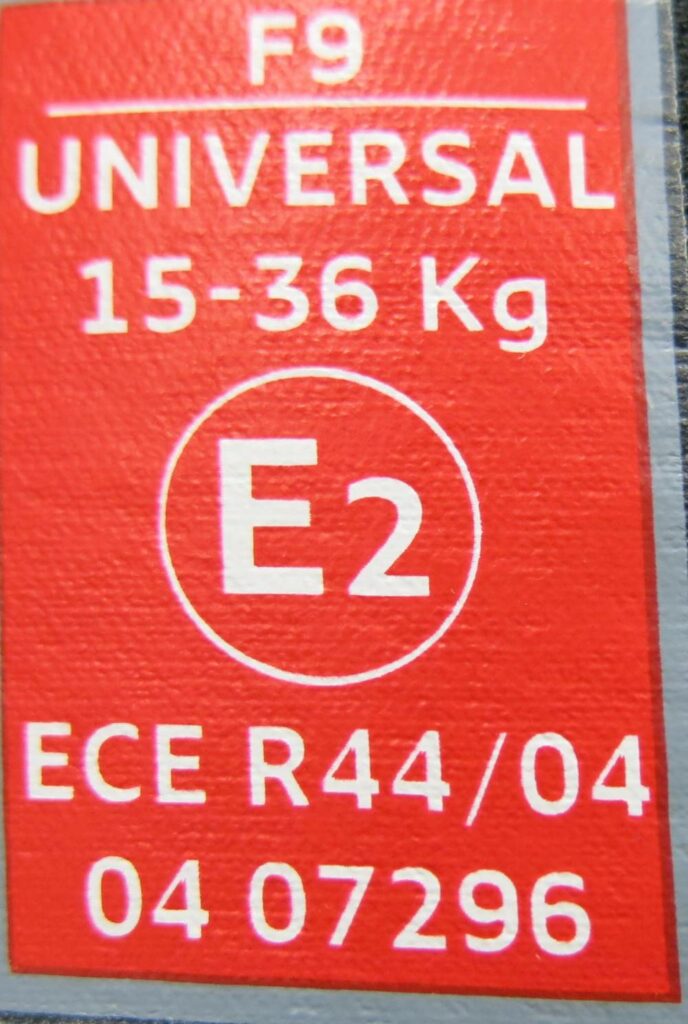 F9
UNIVERSAL
15-36 Kg
E2
ECE R44/04
04 07296